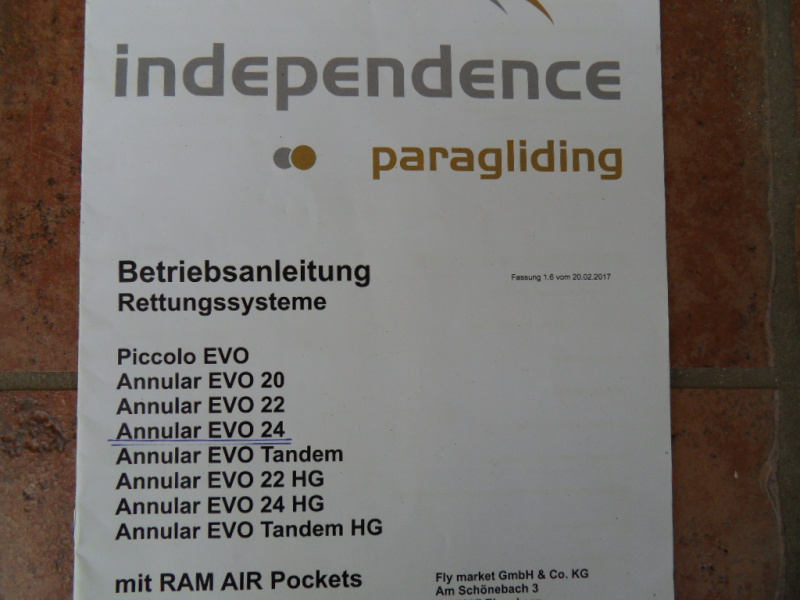 independence
paragliding
Betriebsanleitung
Fassung 1.6 vom 20.02.2017
Rettungssysteme
Piccolo EVO
Annular EVO 20
Annular EVO 22
Annular EVO 24
Annular EVO Tandem
Annular EVO 22 HG
Annular EVO 24 HG
Annular EVO Tandem HG
mit RAM AIR Pockets
Fly market GmbH & Co. KG
Am Schönebach 3